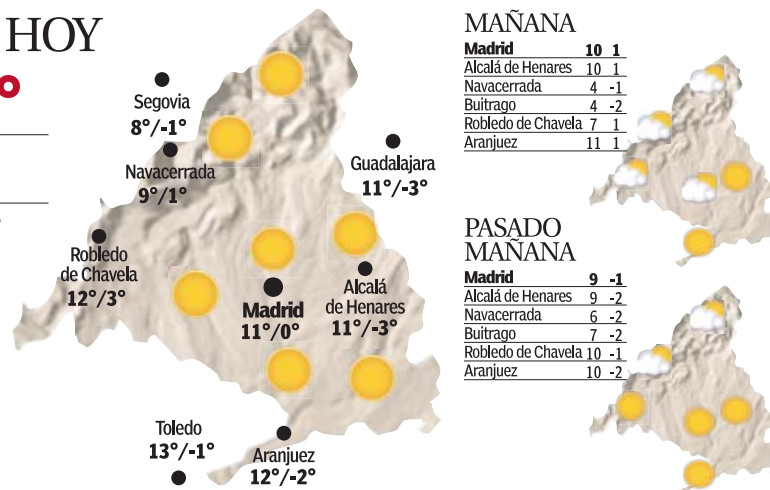 HOY
Segovia
8°/-1°
Navacerrada
9°/1°
Guadalajara
11°/-3°
Robledo
de Chavela
12°/3°
Madrid
11°/0°
Alcalá
de Henares
11°/-3°
Toledo
13°/-1°
Aranjuez
12°/-2°
MAÑANA
Madrid 10 1
Alcalá de Henares 10 1
Navacerrada 4 -1
Buitrago 4 -2
Robledo de Chavela 7 1
Aranjuez 11 1
PASADO
MAÑANA
Madrid 9 -1
Alcalá de Henares 9 -2
Navacerrada 6 -2
Buitrago 7 -2
Robledo de Chavela 10 -1
Aranjuez 10 -2